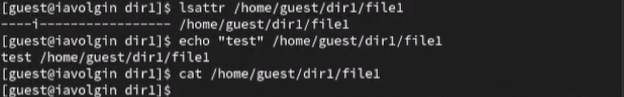 [guest@iavolgin dir1]$ lsattr /home/guest/dir1/file1
----i----------------- /home/guest/dir1/file1
[guest@iavolgin dir1]$ echo "test" /home/guest/dir1/file1
test /home/guest/dir1/file1
[guest@iavolgin dir1]$ cat /home/guest/dir1/file1
[guest@iavolgin dir1]$